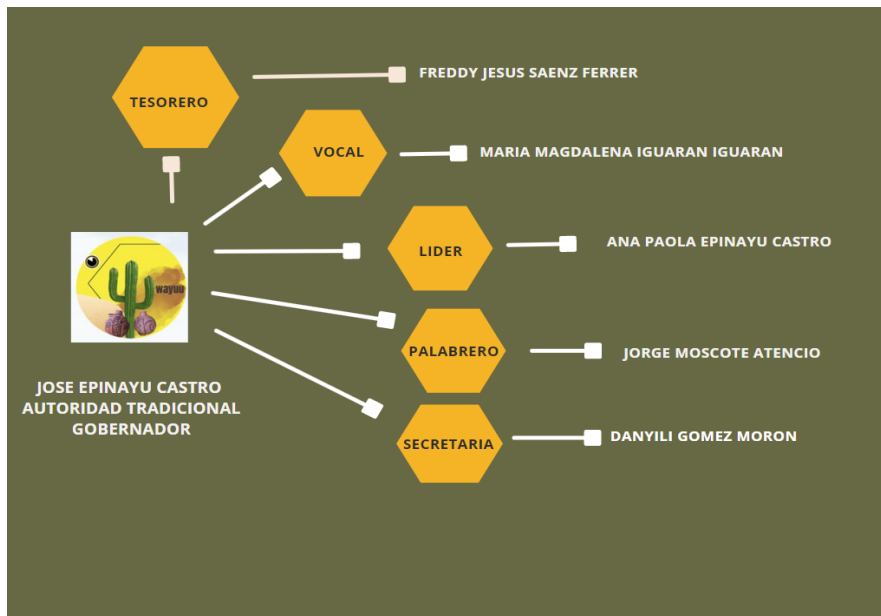 TESORERO
FREDDY JESUS SAENZ FERRER
VOCAL
MARIA MAGDALENA IGUARAN IGUARAN
LIDER
ANA PAOLA EPINAYU CASTRO
wayuu
PALABRERO
JORGE MOSCOTE ATENCIO
JOSE EPINAYU CASTRO
AUTORIDAD TRADICIONAL
GOBERNADOR
SECRETARIA
DANYILI GOMEZ MORON